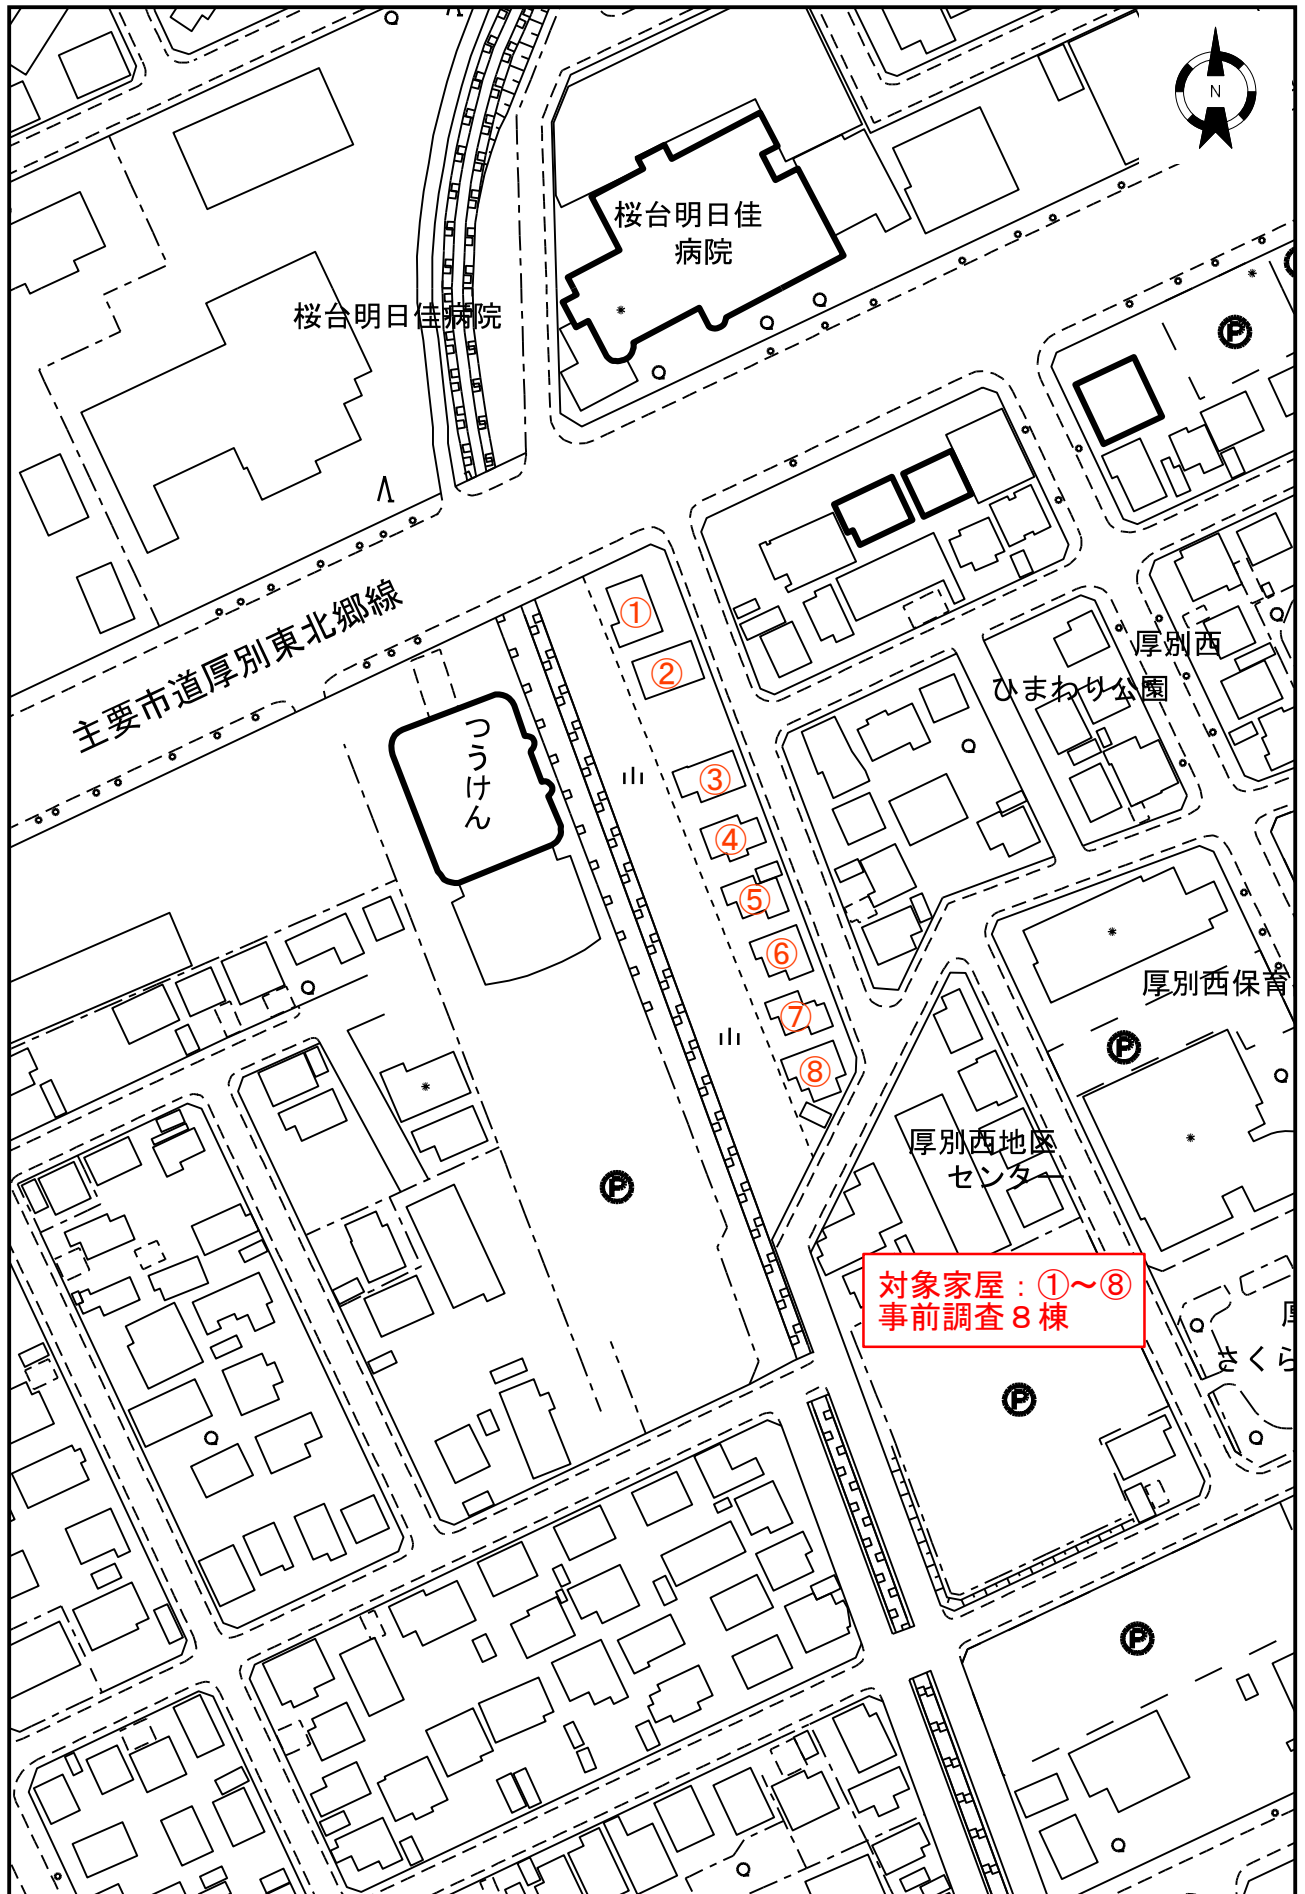 N
桜台明日佳
病院
桜台明日佳病院
P
主要市道厚別東北郷線
①
②
厚別西
ひまわり公園
つうけん
③
④
⑤
⑥
厚別西保育
⑦
P
⑧
厚別西地区
センター
P
対象家屋：①～⑧
事前調査８棟
さくら
P
P